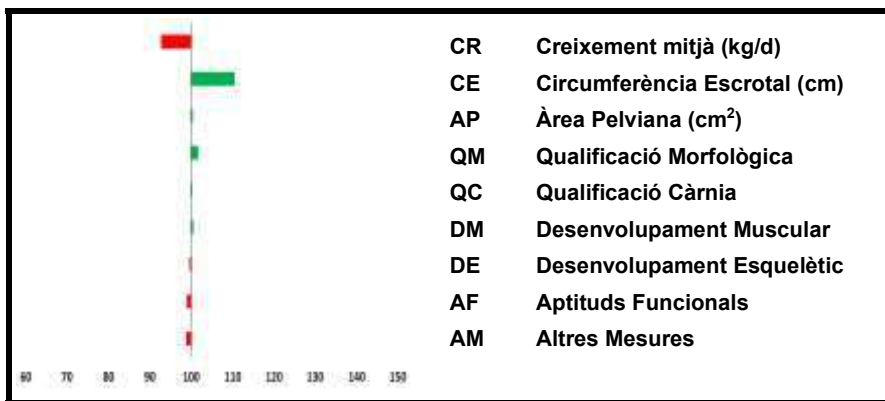 CR Creixement mitjà (kg/d)
CE Circumferència Escrotal (cm)
AP Àrea Pelviana (cm²)
QM Qualificació Morfològica
QC Qualificació Càrnia
DM Desenvolupament Muscular
DE Desenvolupament Esquelètic
AF Aptituds Funcionals
AM Altres Mesures
60 70 80 90 100 110 120 130 140 150